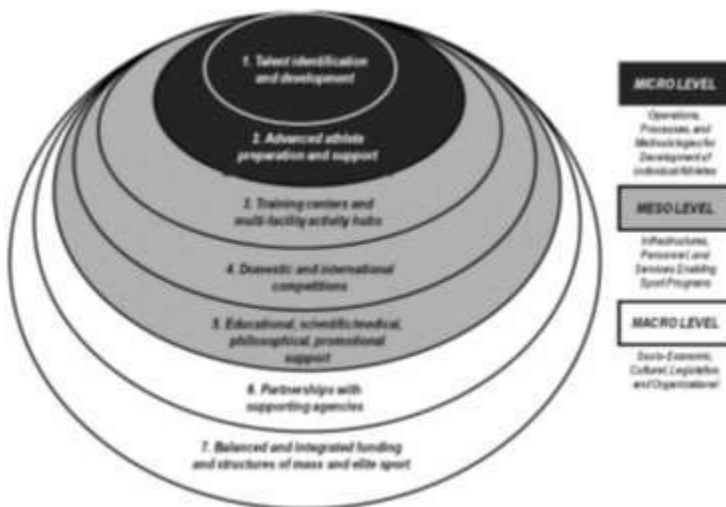 1. Talent identification
and development
2. Advanced athlete
preparation and support
3. Training centers and
multi-facility activity hubs
4. Domestic and international
competitions
5. Educational, scientific/medical,
philosophical, promotional
support
6. Partnerships with
supporting agencies
7. Balanced and integrated funding
and structures of mass and elite sport
MICRO LEVEL
Operations,
Processes, and
Methodologies for
Development of
Individual Athletes
MESO LEVEL
Infrastructures,
Personnel, and
Services Enabling
Sport Programs
MACRO LEVEL
Socio-Economic,
Cultural, Legislative
and Organizational